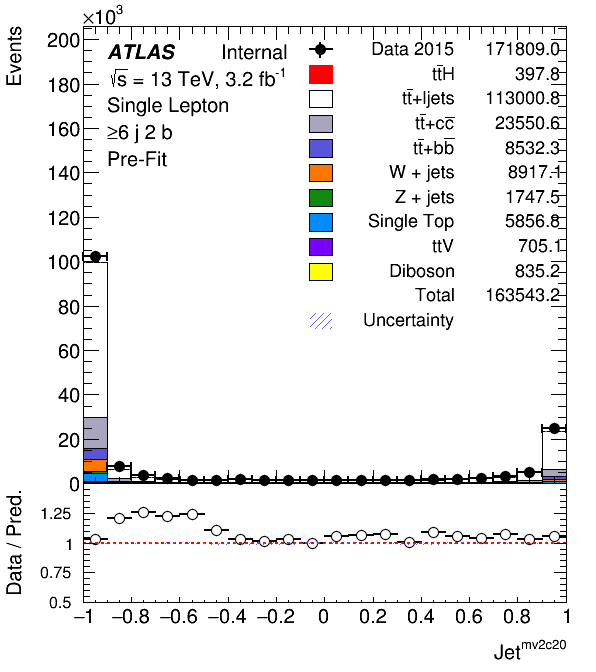 ×10³
Events
200
180
160
140
120
100
80
60
40
20
0
ATLAS Internal
√s = 13 TeV, 3.2 fb⁻¹
Single Lepton
≥6 j 2 b
Pre-Fit
Data 2015 171809.0
tt̄H 397.8
tt̄+ljets 113000.8
tt̄+cc̄ 23550.6
tt̄+bb̄ 8532.3
W + jets 8917.1
Z + jets 1747.5
Single Top 5856.8
ttV 705.1
Diboson 835.2
Total 163543.2
Uncertainty
Data / Pred.
1.25
1
0.75
0.5
−1 −0.8 −0.6 −0.4 −0.2 0 0.2 0.4 0.6 0.8 1
Jet^mv2c20